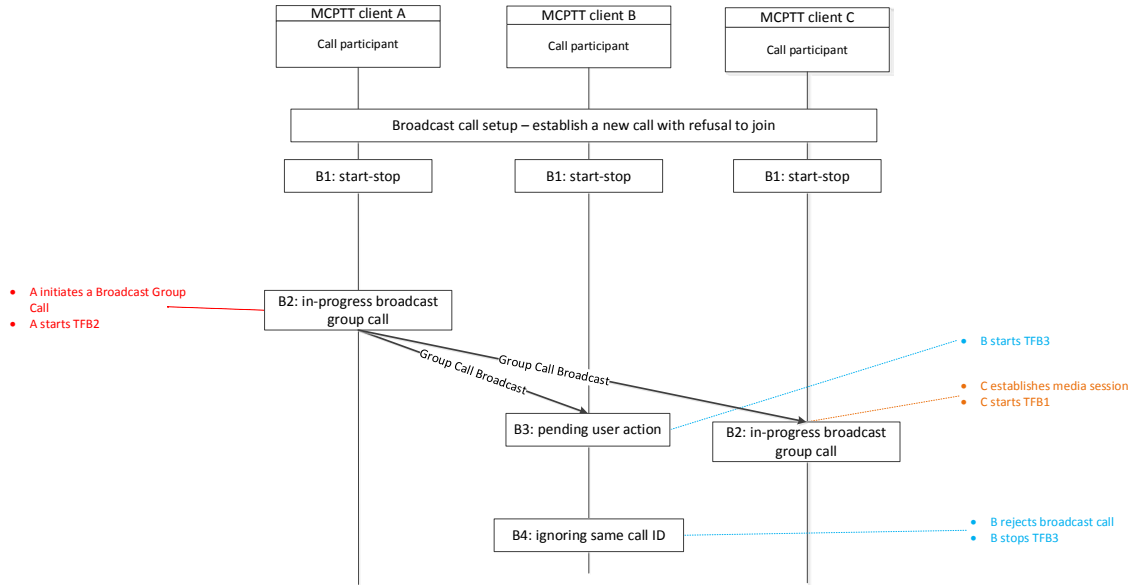 MCPTT client A
Call participant
MCPTT client B
Call participant
MCPTT client C
Call participant
Broadcast call setup – establish a new call with refusal to join
B1: start-stop
B1: start-stop
B1: start-stop
• A initiates a Broadcast Group
Call
• A starts TFB2
B2: in-progress broadcast
group call
Group Call Broadcast
Group Call Broadcast
• B starts TFB3
• C establishes media session
• C starts TFB1
B3: pending user action
B2: in-progress broadcast
group call
B4: ignoring same call ID
• B rejects broadcast call
• B stops TFB3